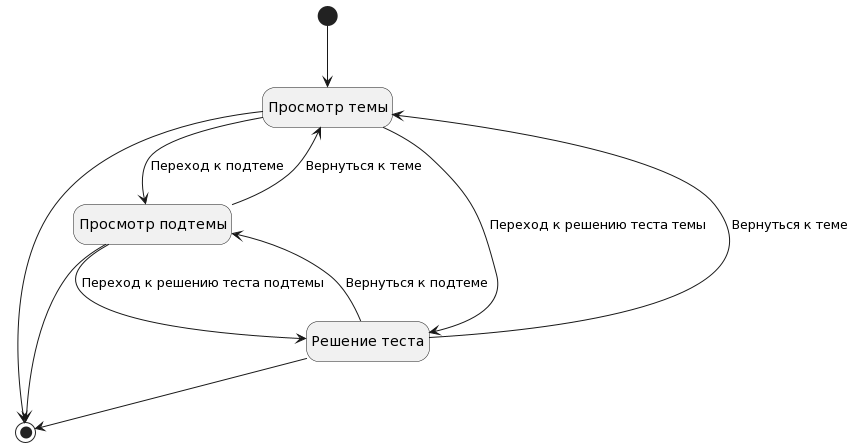 Просмотр темы
Переход к подтеме
Вернуться к теме
Просмотр подтемы
Переход к решению теста темы
Вернуться к теме
Переход к решению теста подтемы
Вернуться к подтеме
Решение теста